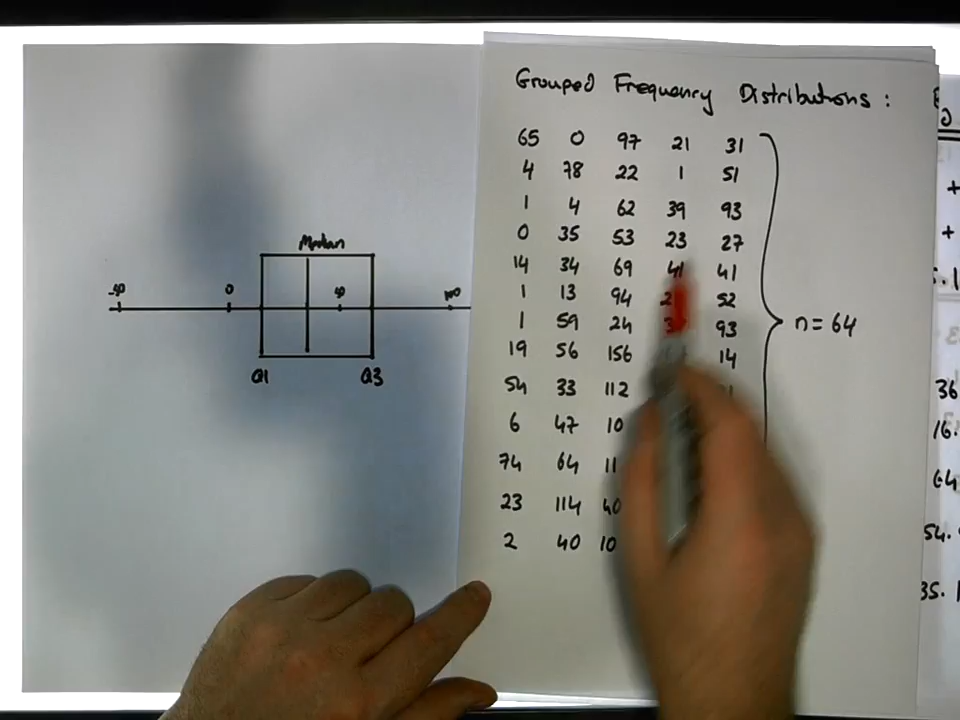 Grouped Frequency Distributions :
65 0 97 21 31
4 78 22 1 51
1 4 62 39 93
0 35 53 23 27
14 34 69 41 41
1 13 94 52
1 59 24 93
19 56 156 14
54 33 112
6 47 10
74 64 11
23 114 40
2 40 10
n = 64
Median
-50 0 50 100
Q1 Q3
+
+
36
16.
64
54.
35.